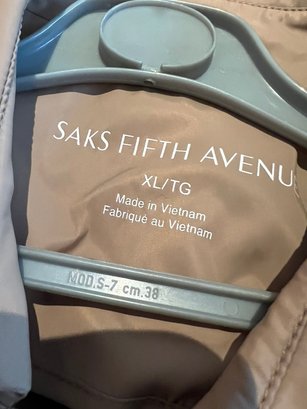 SAKS FIFTH AVENU
XL/TG
Made in Vietnam
Fabriqué au Vietnam
MOD.S-7 cm.38